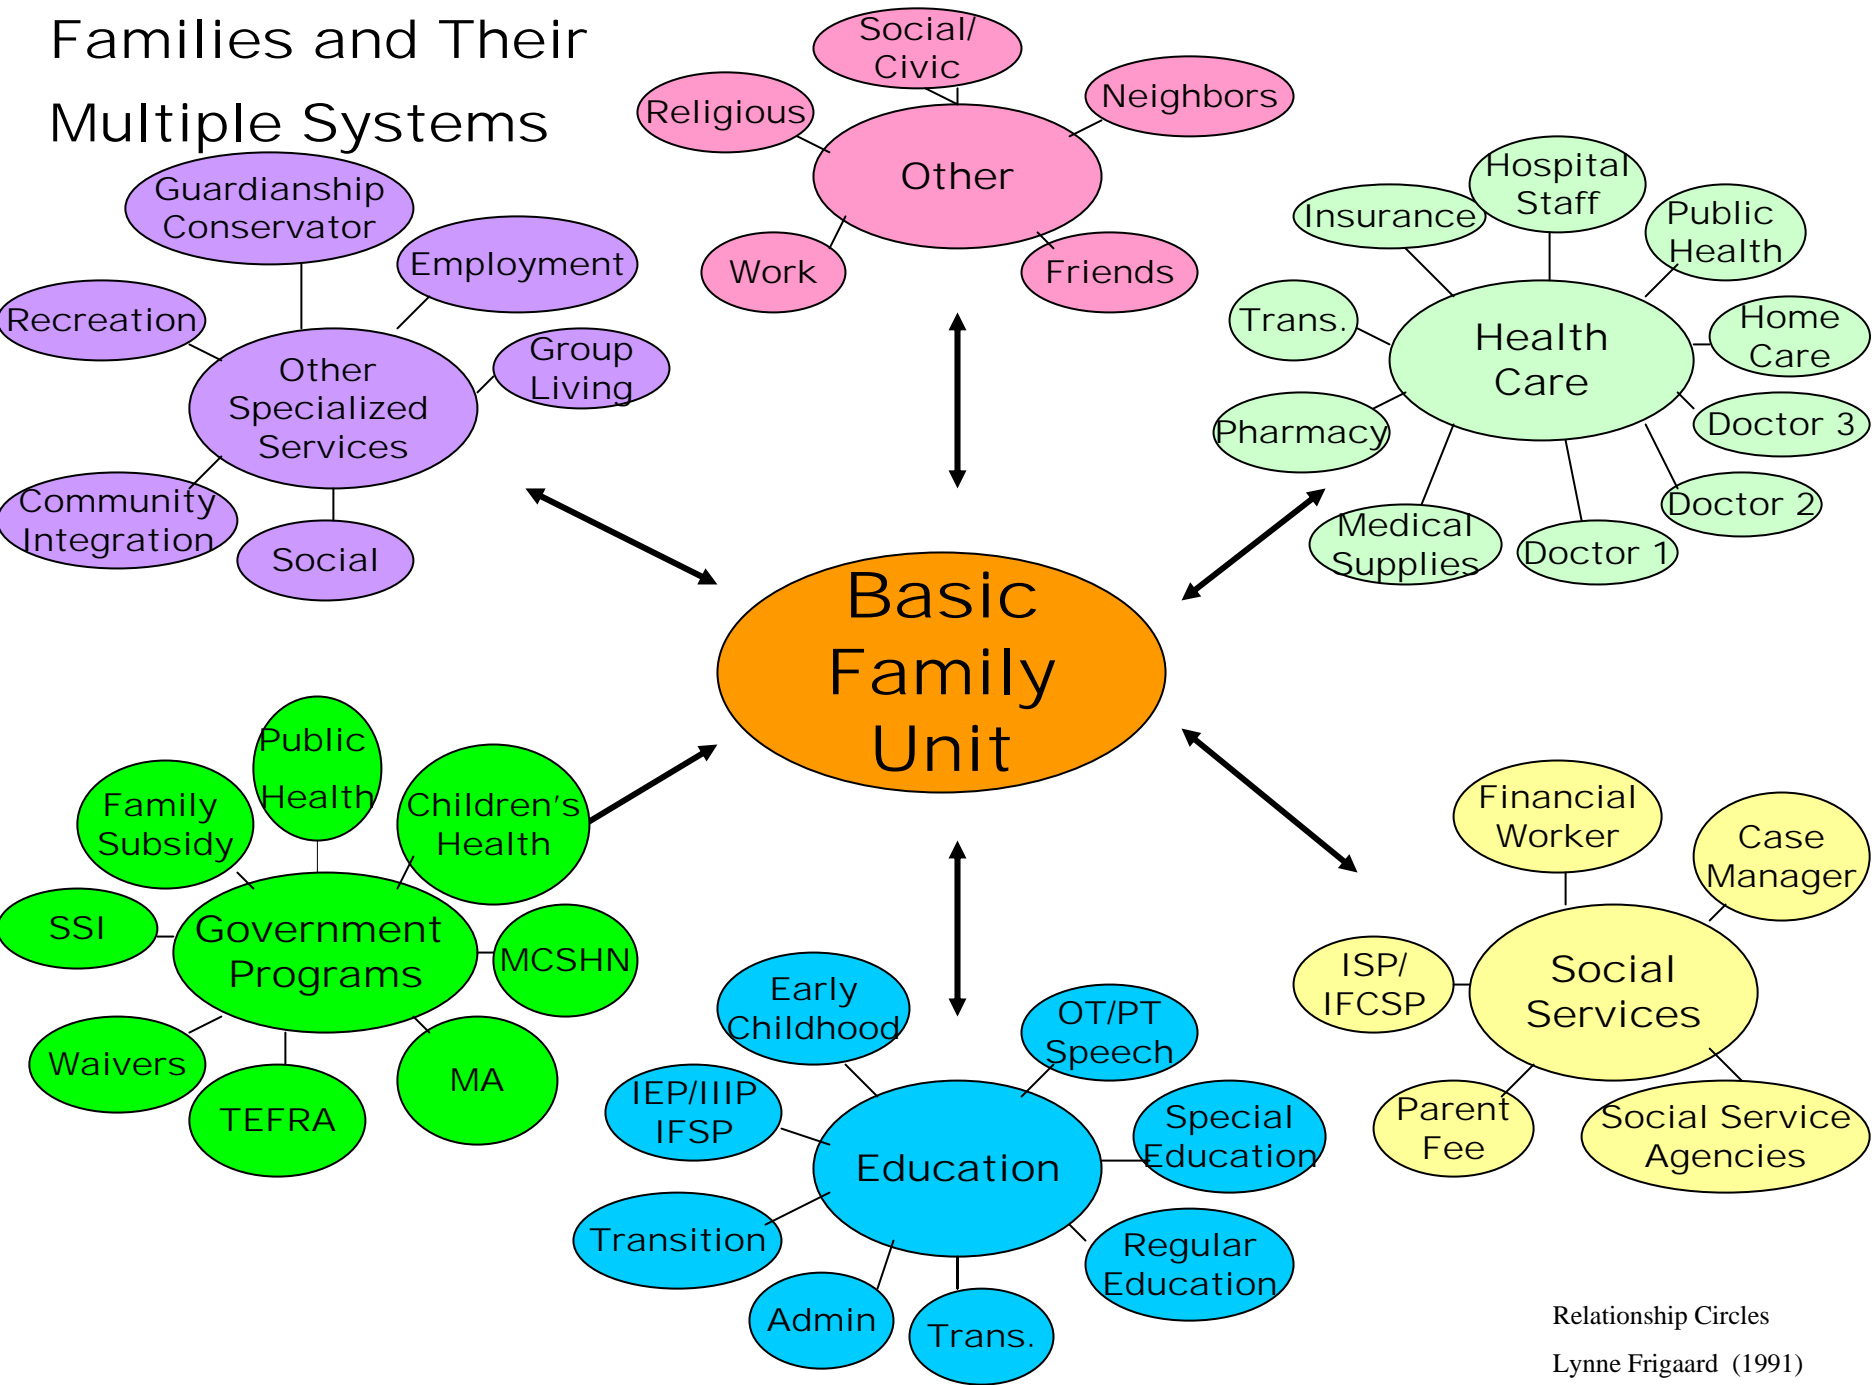 Families and Their
Multiple Systems
Social/
Civic
Religious
Neighbors
Other
Work
Friends
Guardianship
Conservator
Employment
Recreation
Group
Living
Other
Specialized
Services
Community
Integration
Social
Hospital
Staff
Insurance
Public
Health
Trans.
Home
Care
Health
Care
Pharmacy
Doctor 3
Doctor 2
Medical
Supplies
Doctor 1
Basic
Family
Unit
Public
Health
Family
Subsidy
Children's
Health
SSI
Government
Programs
MCSHN
Waivers
TEFRA
MA
Early
Childhood
OT/PT
Speech
IEP/IIIP
IFSP
Special
Education
Education
Transition
Regular
Education
Admin
Trans.
Financial
Worker
Case
Manager
ISP/
IFCSP
Social
Services
Parent
Fee
Social Service
Agencies
Relationship Circles
Lynne Frigaard (1991)